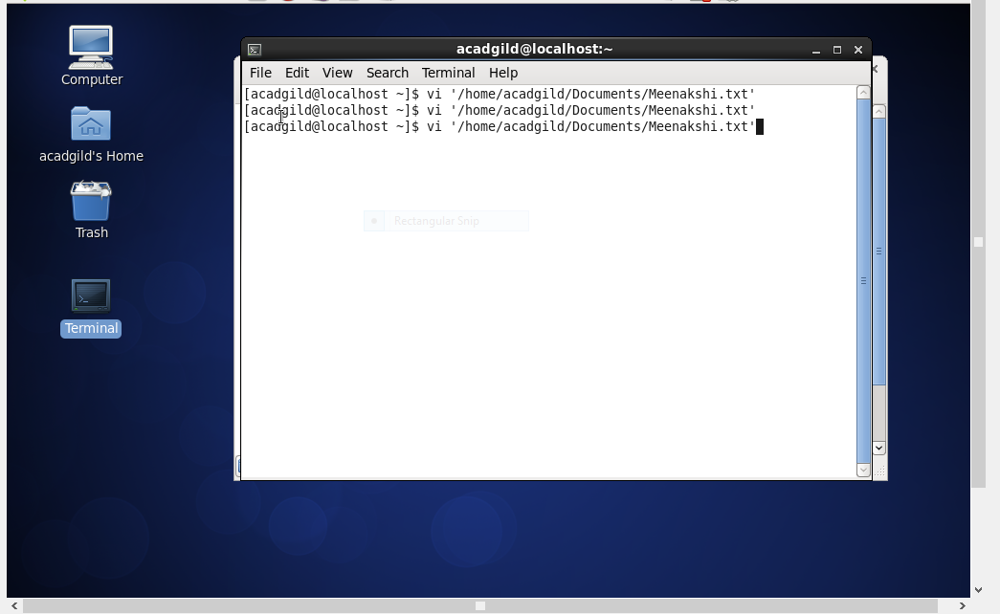 Computer
acadgild's Home
Trash
Terminal
acadgild@localhost:~
File Edit View Search Terminal Help
[acadgild@localhost ~]$ vi '/home/acadgild/Documents/Meenakshi.txt'
[acadgild@localhost ~]$ vi '/home/acadgild/Documents/Meenakshi.txt'
[acadgild@localhost ~]$ vi '/home/acadgild/Documents/Meenakshi.txt'
Rectangular Snip